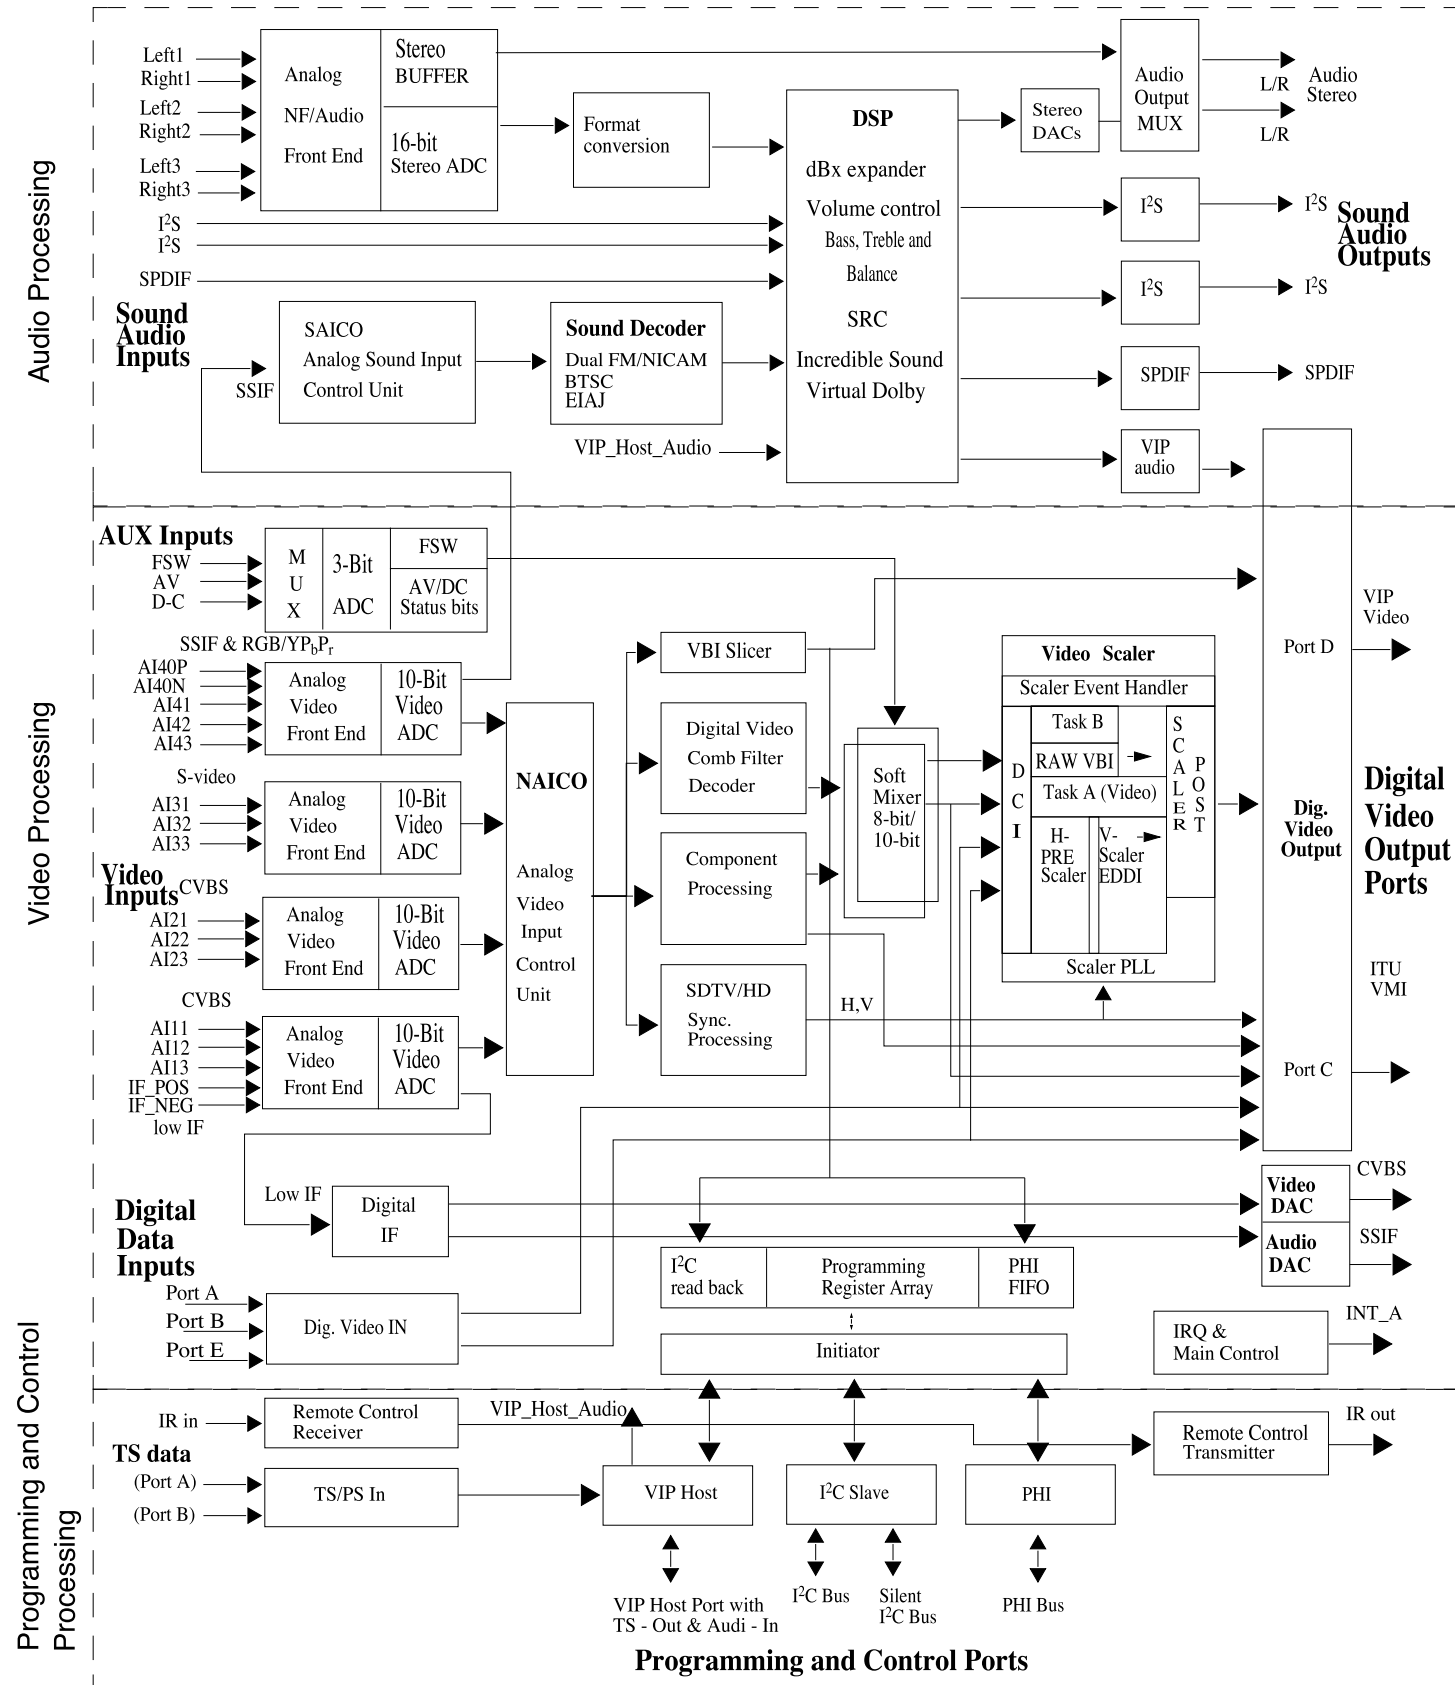 Audio Processing
Left1
Right1
Left2
Right2
Left3
Right3
I²S
I²S
SPDIF
Sound
Audio
Inputs
SSIF
Analog
NF/Audio
Front End
Stereo
BUFFER
16-bit
Stereo ADC
Format
conversion
SAICO
Analog Sound Input
Control Unit
Sound Decoder
Dual FM/NICAM
BTSC
EIAJ
VIP_Host_Audio
DSP
dBx expander
Volume control
Bass, Treble and
Balance
SRC
Incredible Sound
Virtual Dolby
Stereo
DACs
Audio
Output
MUX
L/R
L/R
Audio
Stereo
I²S
I²S
I²S
I²S
Sound
Audio
Outputs
SPDIF
SPDIF
VIP
audio
Video Processing
AUX Inputs
FSW
AV
D-C
M
U
X
3-Bit
ADC
FSW
AV/DC
Status bits
SSIF & RGB/YPbPr
AI40P
AI40N
AI41
AI42
AI43
Analog
Video
Front End
10-Bit
Video
ADC
S-video
AI31
AI32
AI33
Analog
Video
Front End
10-Bit
Video
ADC
Video
Inputs
CVBS
AI21
AI22
AI23
Analog
Video
Front End
10-Bit
Video
ADC
CVBS
AI11
AI12
AI13
IF_POS
IF_NEG
low IF
Analog
Video
Front End
10-Bit
Video
ADC
NAICO
Analog
Video
Input
Control
Unit
VBI Slicer
Digital Video
Comb Filter
Decoder
Component
Processing
SDTV/HD
Sync.
Processing
H,V
Soft
Mixer
8-bit/
10-bit
Video Scaler
Scaler Event Handler
D
C
I
Task B
RAW VBI
Task A (Video)
H-
PRE
Scaler
V-
Scaler
EDDI
S
C
A
L
E
R
P
O
S
T
Scaler PLL
Port D
Dig.
Video
Output
Port C
VIP
Video
Digital
Video
Output
Ports
ITU
VMI
Low IF
Digital
IF
Video
DAC
Audio
DAC
CVBS
SSIF
Digital
Data
Inputs
Port A
Port B
Port E
Dig. Video IN
I²C
read back
Programming
Register Array
PHI
FIFO
Initiator
IRQ &
Main Control
INT_A
Programming and Control
Processing
IR in
Remote Control
Receiver
VIP_Host_Audio
Remote Control
Transmitter
IR out
TS data
(Port A)
(Port B)
TS/PS In
VIP Host
I²C Slave
PHI
VIP Host Port with
TS - Out & Audi - In
I²C Bus
Silent
I²C Bus
PHI Bus
Programming and Control Ports